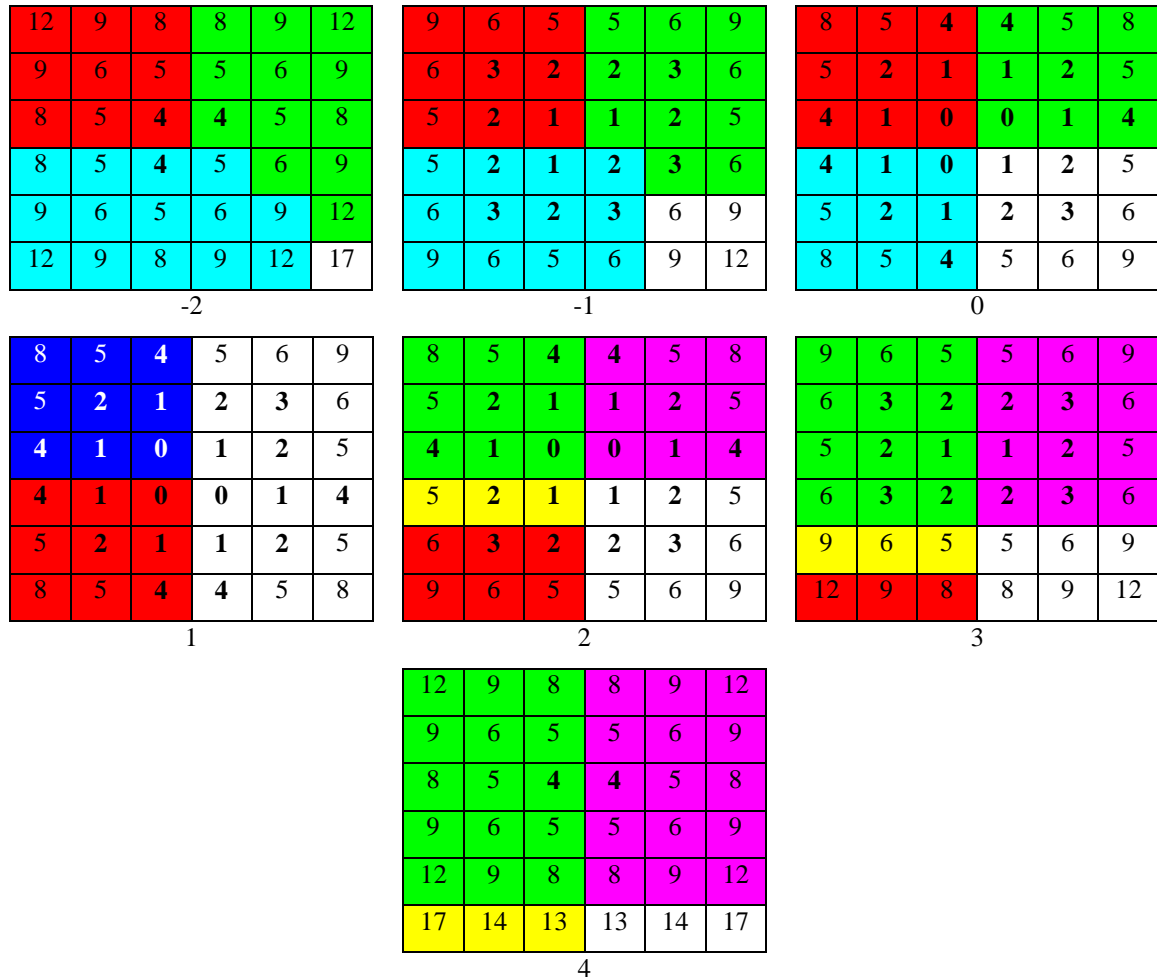 12 9 8 8 9 12 9 6 5 5 6 9 8 5 4 4 5 8
9 6 5 5 6 9 6 3 2 2 3 6 5 2 1 1 2 5
8 5 4 4 5 8 5 2 1 1 2 5 4 1 0 0 1 4
8 5 4 5 6 9 5 2 1 2 3 6 4 1 0 1 2 5
9 6 5 6 9 12 6 3 2 3 6 9 5 2 1 2 3 6
12 9 8 9 12 17 9 6 5 6 9 12 8 5 4 5 6 9
-2 -1 0
8 5 4 5 6 9 8 5 4 4 5 8 9 6 5 5 6 9
5 2 1 2 3 6 5 2 1 1 2 5 6 3 2 2 3 6
4 1 0 1 2 5 4 1 0 0 1 4 5 2 1 1 2 5
4 1 0 0 1 4 5 2 1 1 2 5 6 3 2 2 3 6
5 2 1 1 2 5 6 3 2 2 3 6 9 6 5 5 6 9
8 5 4 4 5 8 9 6 5 5 6 9 12 9 8 8 9 12
1 2 3
12 9 8 8 9 12
9 6 5 5 6 9
8 5 4 4 5 8
9 6 5 5 6 9
12 9 8 8 9 12
17 14 13 13 14 17
4